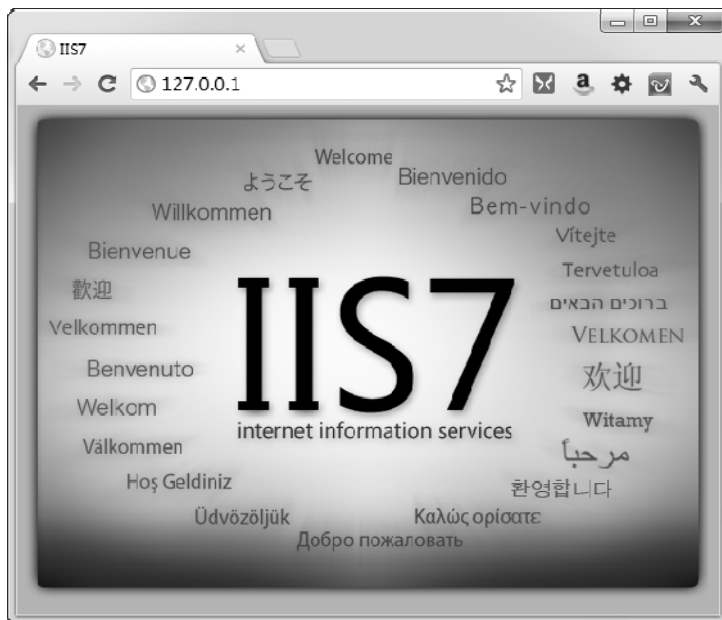 IIS7
127.0.0.1
Welcome
ようこそ
Bienvenido
Willkommen
Bem-vindo
Vítejte
Bienvenue
Tervetuloa
歡迎
ברוכים הבאים
Velkommen
VELKOMEN
IIS7
internet information services
Benvenuto
欢迎
Welkom
Witamy
Välkommen
مرحباً
Hoş Geldiniz
환영합니다
Üdvözöljük
Καλώς ορίσατε
Добро пожаловать